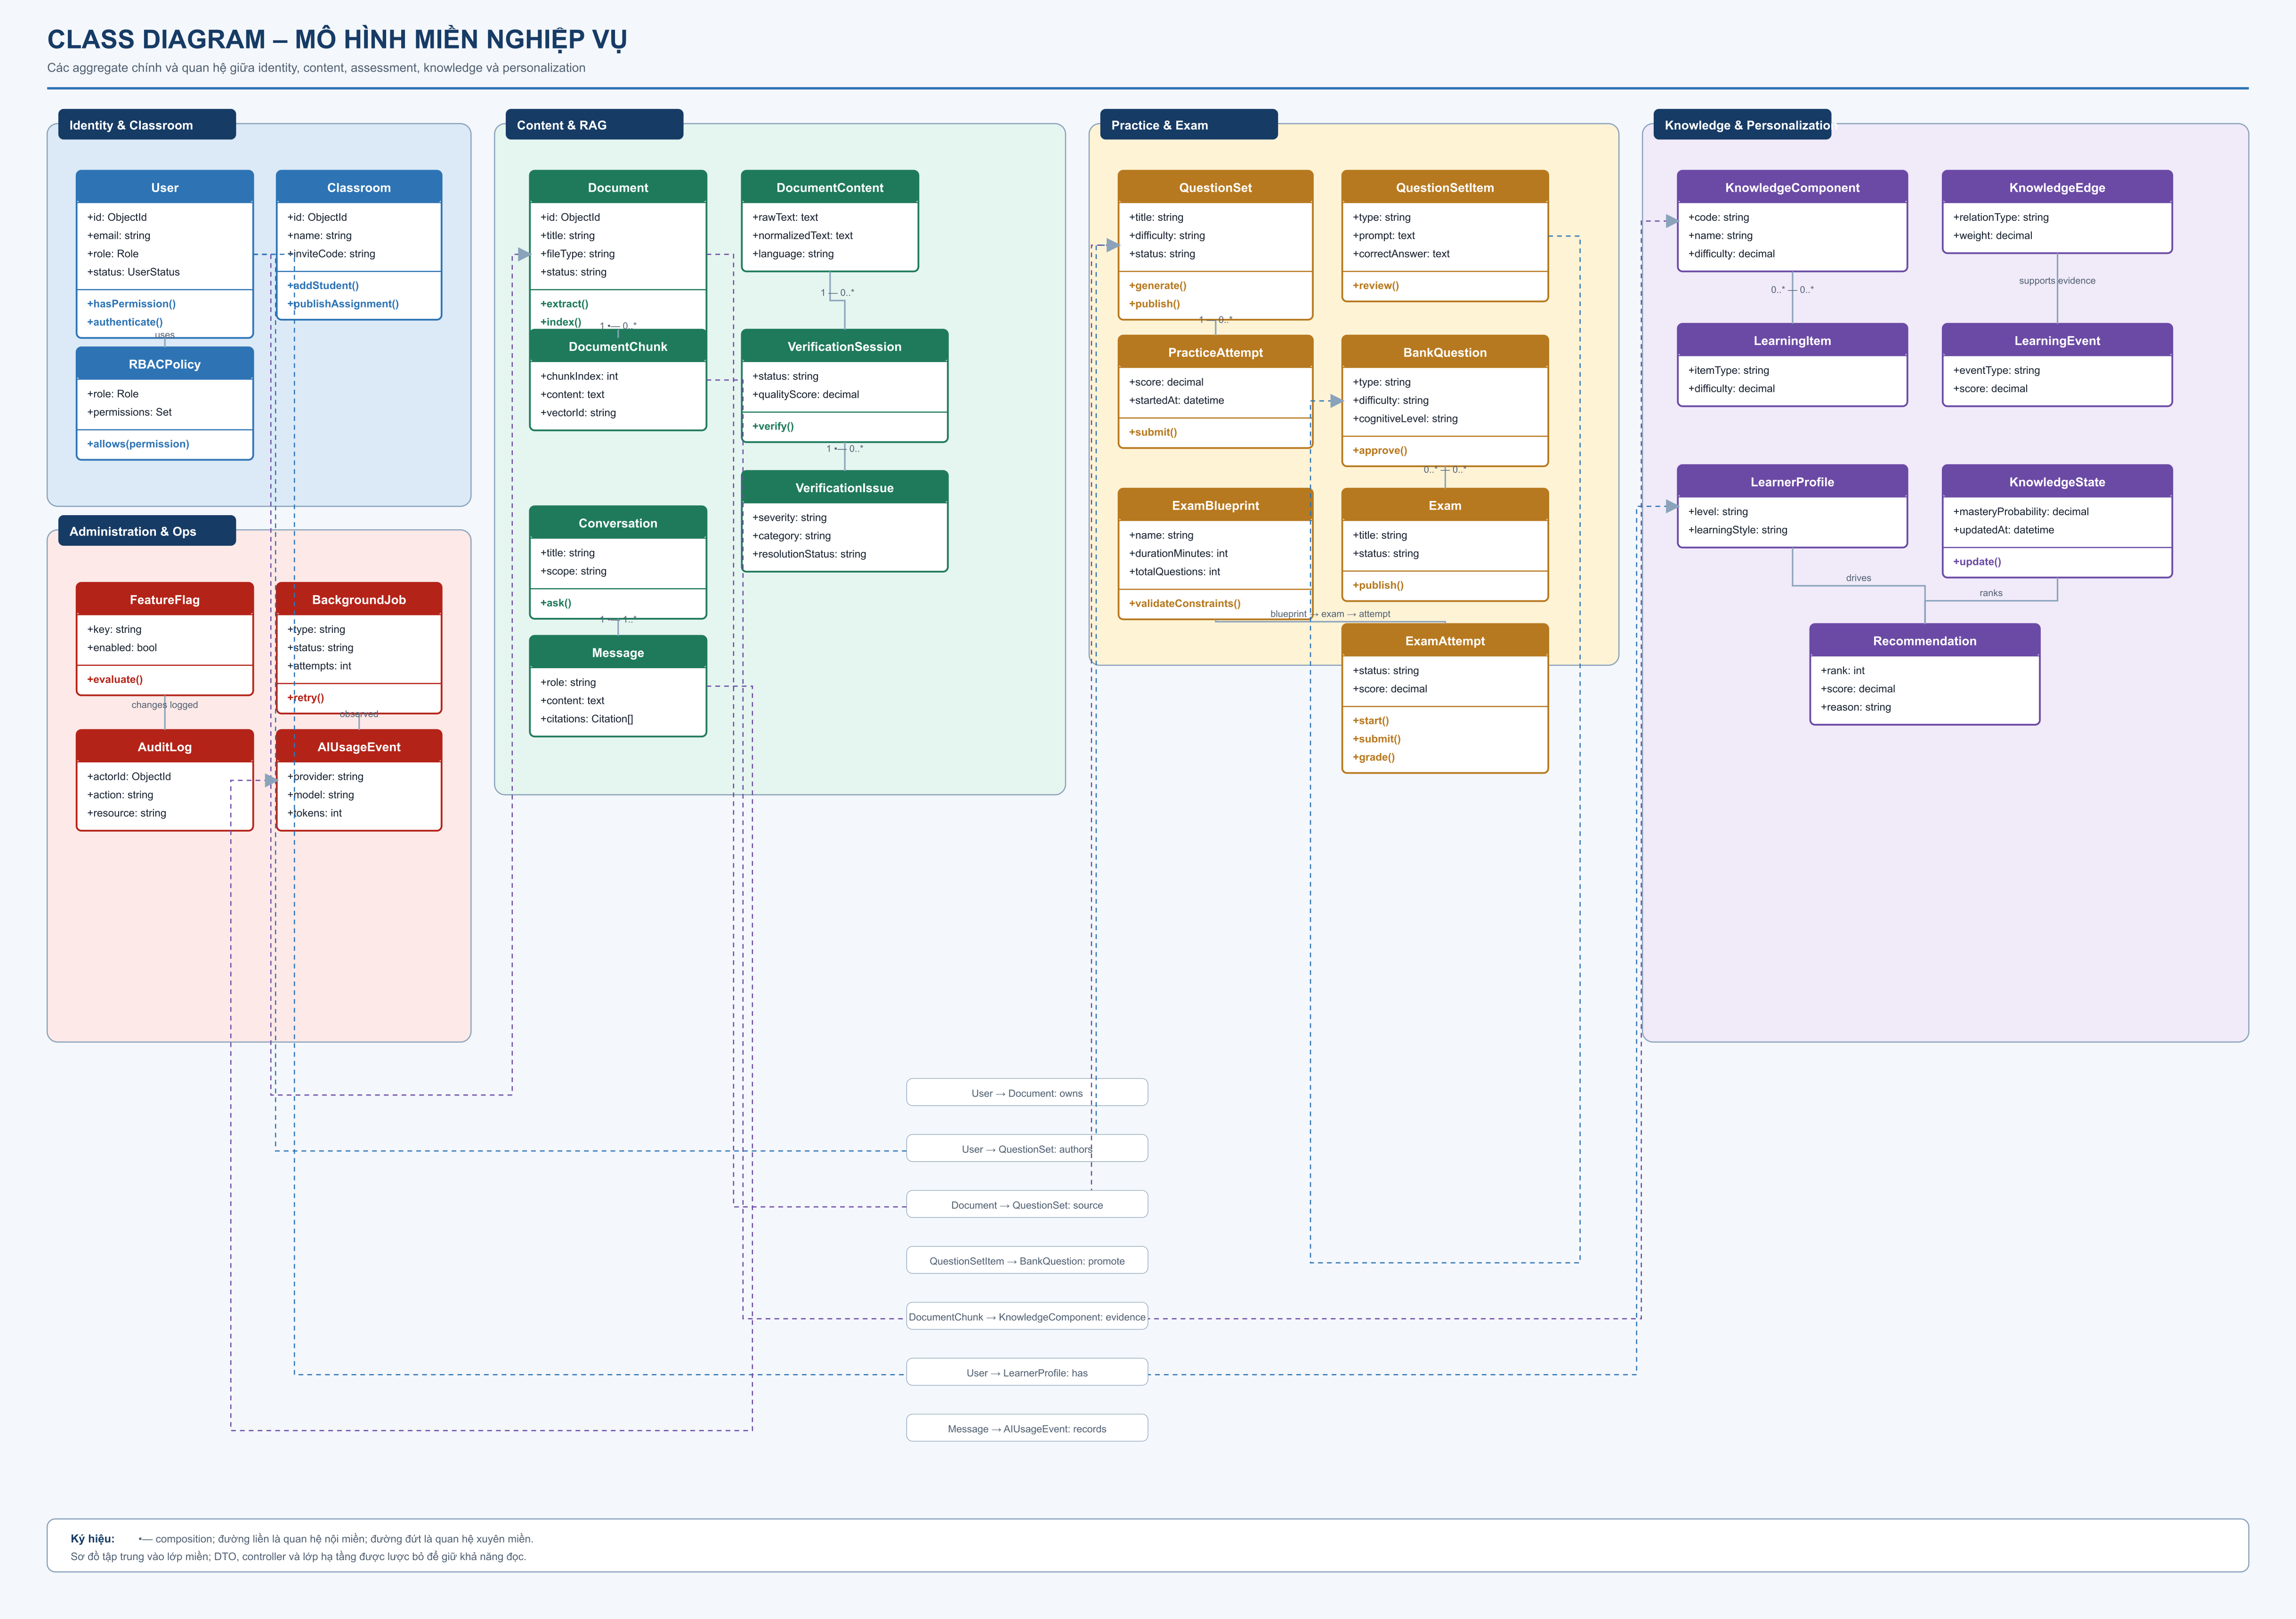 CLASS DIAGRAM – MÔ HÌNH MIỀN NGHIỆP VỤ
Các aggregate chính và quan hệ giữa identity, content, assessment, knowledge và personalization
Identity & Classroom
User
+id: ObjectId
+email: string
+role: Role
+status: UserStatus
+hasPermission()
+authenticate()
uses
Classroom
+id: ObjectId
+name: string
+inviteCode: string
+addStudent()
+publishAssignment()
RBACPolicy
+role: Role
+permissions: Set
+allows(permission)
Administration & Ops
FeatureFlag
+key: string
+enabled: bool
+evaluate()
changes logged
BackgroundJob
+type: string
+status: string
+attempts: int
+retry()
observed
AuditLog
+actorId: ObjectId
+action: string
+resource: string
AIUsageEvent
+provider: string
+model: string
+tokens: int
Content & RAG
Document
+id: ObjectId
+title: string
+fileType: string
+status: string
+extract()
+index()
1 •— 0..*
DocumentContent
+rawText: text
+normalizedText: text
+language: string
1 — 0..*
DocumentChunk
+chunkIndex: int
+content: text
+vectorId: string
VerificationSession
+status: string
+qualityScore: decimal
+verify()
1 •— 0..*
VerificationIssue
+severity: string
+category: string
+resolutionStatus: string
Conversation
+title: string
+scope: string
+ask()
1 — 1..*
Message
+role: string
+content: text
+citations: Citation[]
Practice & Exam
QuestionSet
+title: string
+difficulty: string
+status: string
+generate()
+publish()
1 — 0..*
QuestionSetItem
+type: string
+prompt: text
+correctAnswer: text
+review()
PracticeAttempt
+score: decimal
+startedAt: datetime
+submit()
BankQuestion
+type: string
+difficulty: string
+cognitiveLevel: string
+approve()
0..* — 0..*
ExamBlueprint
+name: string
+durationMinutes: int
+totalQuestions: int
+validateConstraints()
Exam
+title: string
+status: string
+publish()
blueprint → exam → attempt
ExamAttempt
+status: string
+score: decimal
+start()
+submit()
+grade()
Knowledge & Personalization
KnowledgeComponent
+code: string
+name: string
+difficulty: decimal
0..* — 0..*
KnowledgeEdge
+relationType: string
+weight: decimal
supports evidence
LearningItem
+itemType: string
+difficulty: decimal
LearningEvent
+eventType: string
+score: decimal
LearnerProfile
+level: string
+learningStyle: string
drives
KnowledgeState
+masteryProbability: decimal
+updatedAt: datetime
+update()
ranks
Recommendation
+rank: int
+score: decimal
+reason: string
User → Document: owns
User → QuestionSet: authors
Document → QuestionSet: source
QuestionSetItem → BankQuestion: promote
DocumentChunk → KnowledgeComponent: evidence
User → LearnerProfile: has
Message → AIUsageEvent: records
Ký hiệu: •— composition; đường liền là quan hệ nội miền; đường đứt là quan hệ xuyên miền.
Sơ đồ tập trung vào lớp miền; DTO, controller và lớp hạ tầng được lược bỏ để giữ khả năng đọc.